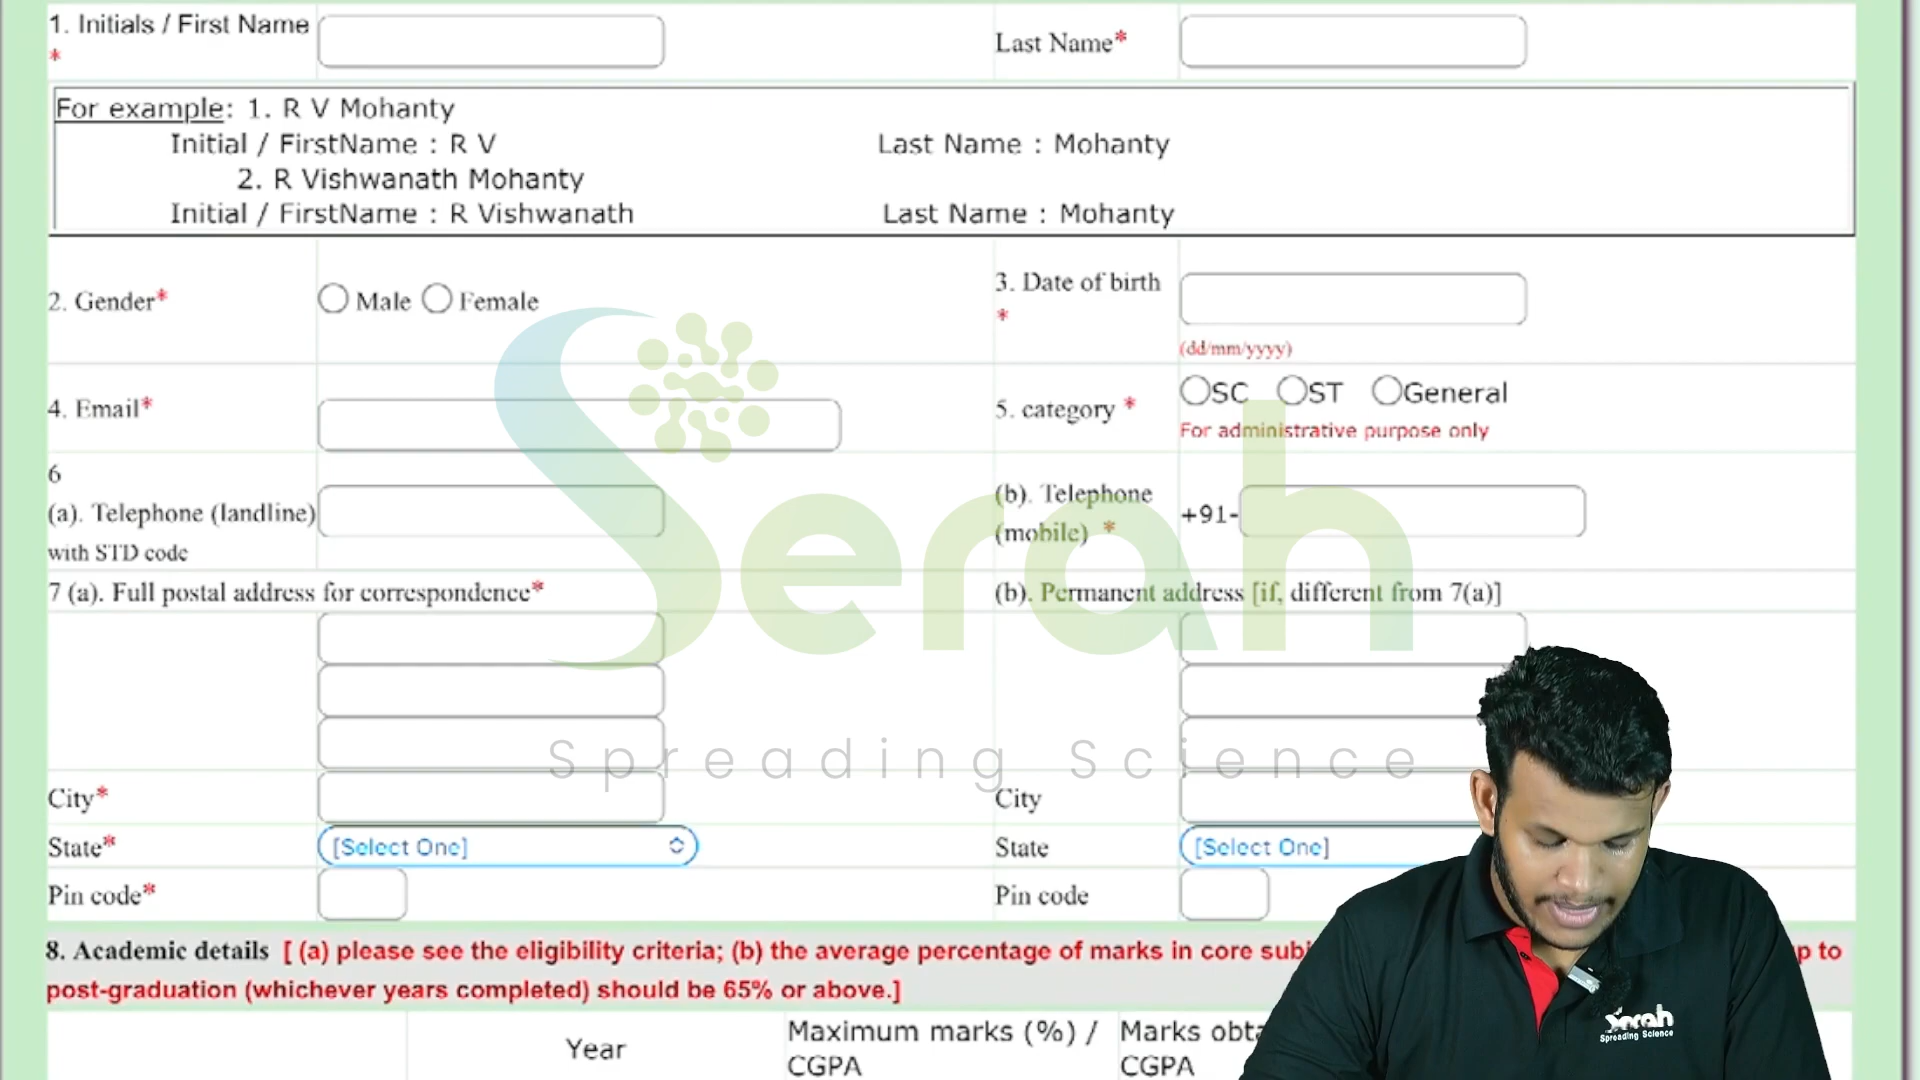 1. Initials / First Name *
Last Name*
For example: 1. R V Mohanty
Initial / FirstName : R V Last Name : Mohanty
2. R Vishwanath Mohanty
Initial / FirstName : R Vishwanath Last Name : Mohanty
2. Gender* Male Female
3. Date of birth *
(dd/mm/yyyy)
4. Email*
5. category * SC ST General
For administrative purpose only
6
(a). Telephone (landline)
with STD code
(b). Telephone
(mobile) * +91-
7 (a). Full postal address for correspondence*
(b). Permanent address [if, different from 7(a)]
Serah
Spreading Science
City*
City
State* [Select One]
State [Select One]
Pin code*
Pin code
8. Academic details [ (a) please see the eligibility criteria; (b) the average percentage of marks in core p to
post-graduation (whichever years completed) should be 65% or above.]
Year
Maximum marks (%) /
CGPA
Marks
CGPA
Serah
Spreading Science